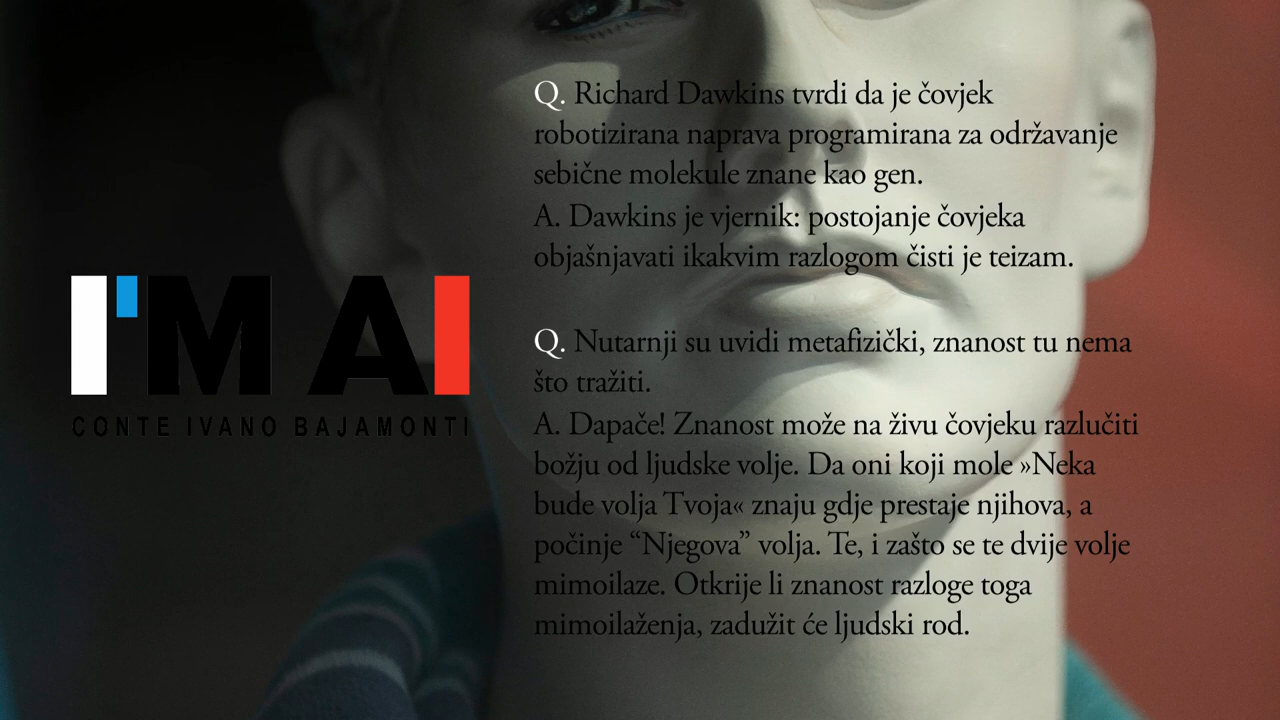 I'M AI
CONTE IVANO BAJAMONTI
Q. Richard Dawkins tvrdi da je čovjek
robotizirana naprava programirana za održavanje
sebične molekule znane kao gen.
A. Dawkins je vjernik: postojanje čovjeka
objašnjavati ikakvim razlogom čisti je teizam.
Q. Nutarnji su uvidi metafizički, znanost tu nema
što tražiti.
A. Dapače! Znanost može na živu čovjeku razlučiti
božju od ljudske volje. Da oni koji mole »Neka
bude volja Tvoja« znaju gdje prestaje njihova, a
počinje “Njegova” volja. Te, i zašto se te dvije volje
mimoilaze. Otkrije li znanost razloge toga
mimoilaženja, zadužit će ljudski rod.